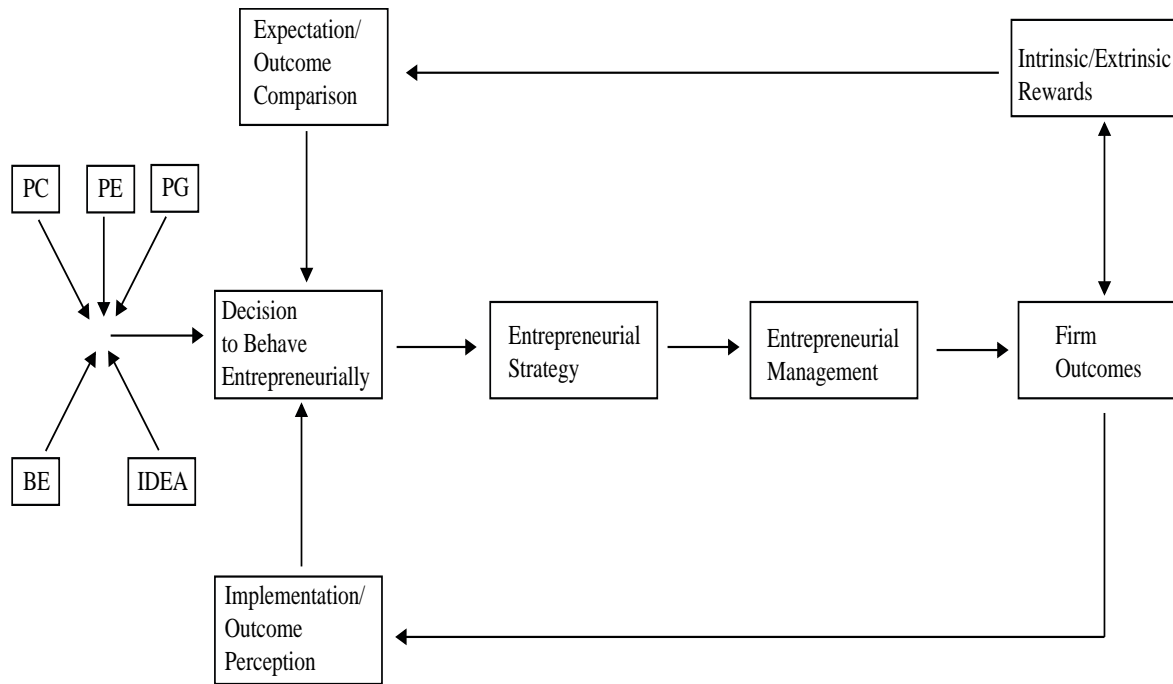 Expectation/
Outcome
Comparison
Intrinsic/Extrinsic
Rewards
PC
PE
PG
Decision
to Behave
Entrepreneurially
Entrepreneurial
Strategy
Entrepreneurial
Management
Firm
Outcomes
BE
IDEA
Implementation/
Outcome
Perception